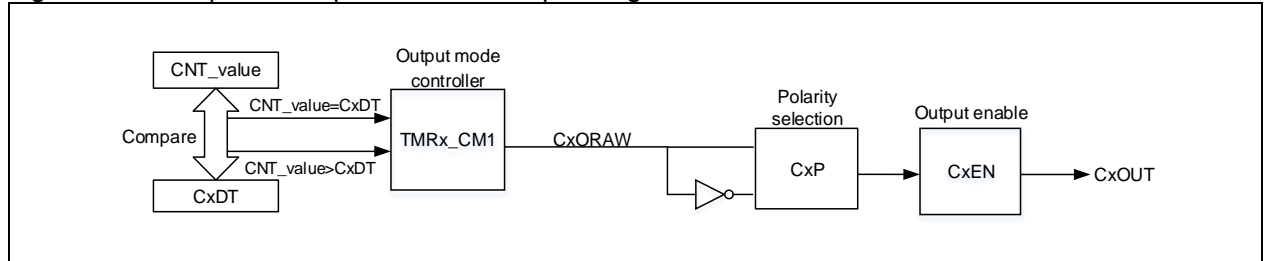 CNT_value
Compare
CxDT
CNT_value=CxDT
CNT_value>CxDT
Output mode
controller
TMRx_CM1
CxORAW
Polarity
selection
CxP
Output enable
CxEN
CxOUT